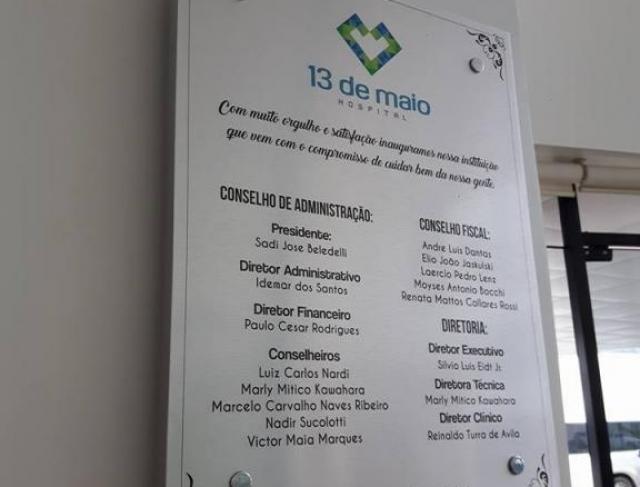 13 de maio
HOSPITAL
Com muito orgulho e satisfação inauguramos nossa instituição
que vem com o compromisso de cuidar bem da nossa gente.
CONSELHO DE ADMINISTRAÇÃO:
Presidente:
Sadi Jose Beledelli
Diretor Administrativo
Idemar dos Santos
Diretor Financeiro
Paulo Cesar Rodrigues
Conselheiros
Luiz Carlos Nardi
Marly Mitico Kawahara
Marcelo Carvalho Naves Ribeiro
Nadir Sucolotti
Victor Maia Marques
CONSELHO FISCAL:
Andre Luis Dantas
Elio João Jaskulski
Laercio Pedro Lenz
Moyses Antonio Bocchi
Renata Mattos Collares Rossi
DIRETORIA:
Diretor Executivo
Silvio Luis Eidt Jr.
Diretora Técnica
Marly Mitico Kawahara
Diretor Clínico
Reinaldo Turra de Avila